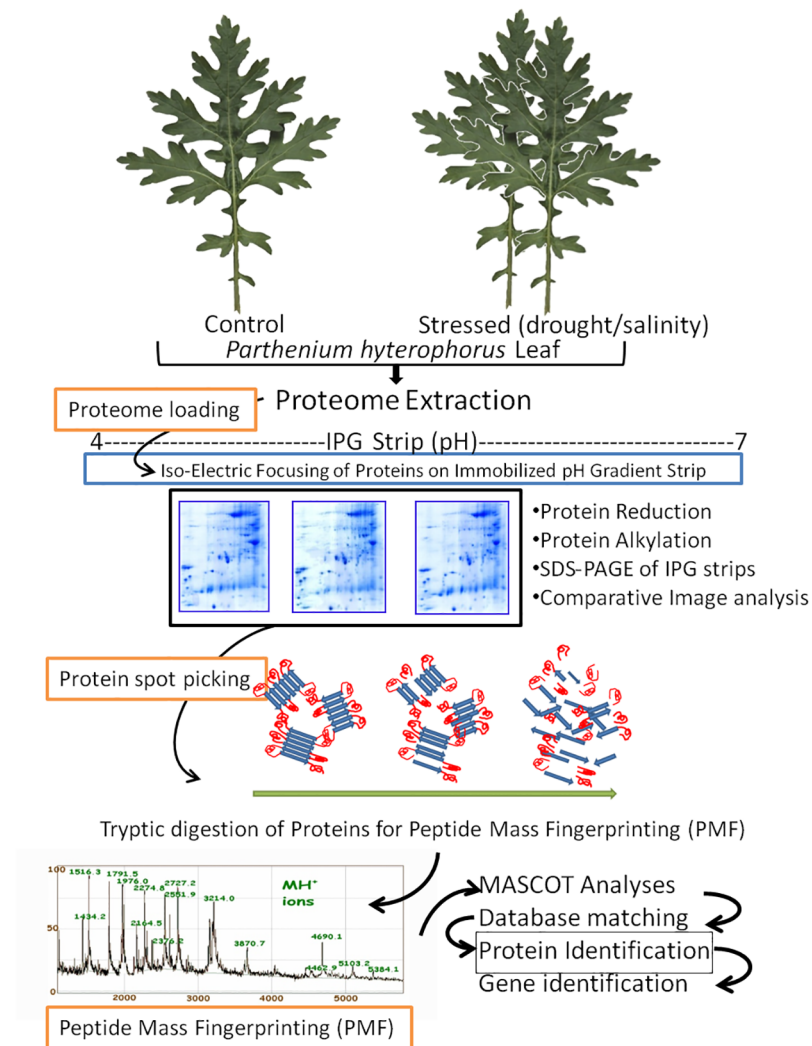 Control
Stressed (drought/salinity)
Parthenium hyterophorus Leaf
Proteome loading
Proteome Extraction
4------------------------IPG Strip (pH)----------------------------7
Iso-Electric Focusing of Proteins on Immobilized pH Gradient Strip
•Protein Reduction
•Protein Alkylation
•SDS-PAGE of IPG strips
•Comparative Image analysis
Protein spot picking
Tryptic digestion of Proteins for Peptide Mass Fingerprinting (PMF)
100
50
0
1516.3
1434.2
1791.5
1976.0
2274.8
2164.5
2727.2
2551.9
2376.2
3214.0
MH+
ions
3870.7
4690.1
4462.9
5103.2
5384.1
2000
3000
4000
5000
Peptide Mass Fingerprinting (PMF)
MASCOT Analyses
Database matching
Protein Identification
Gene identification